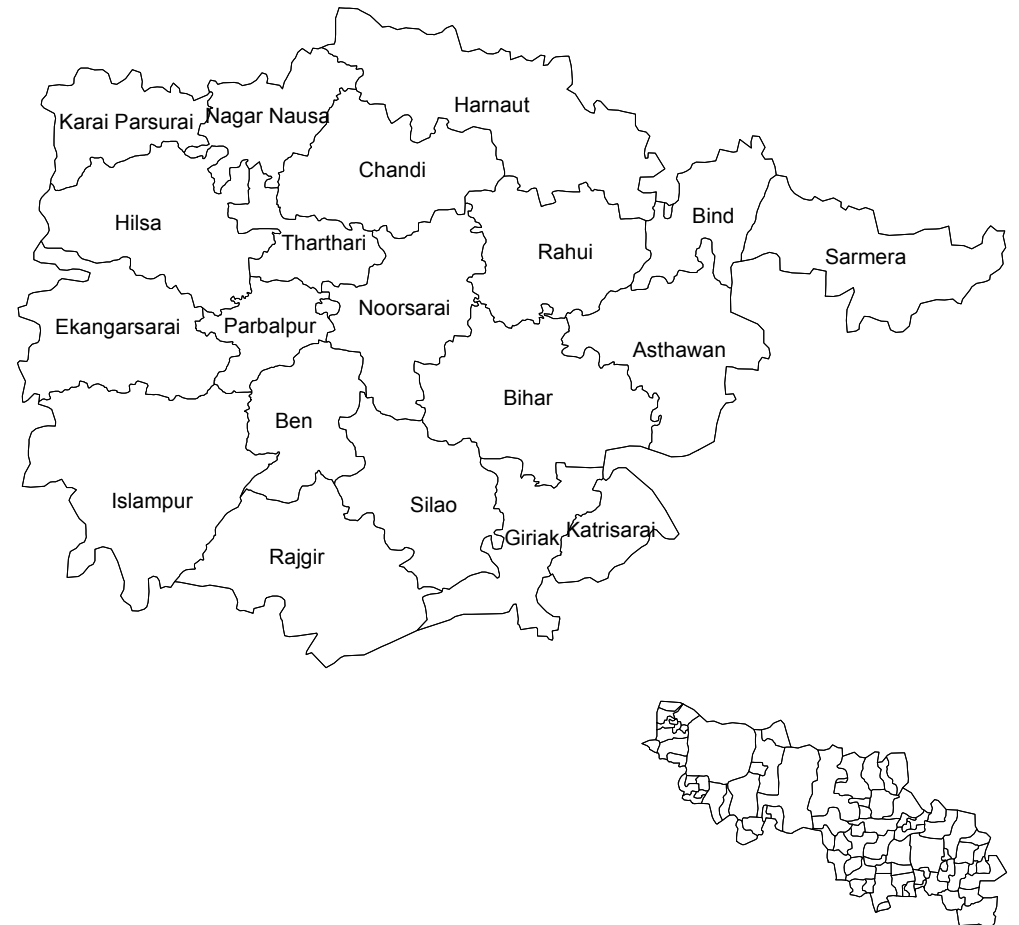 Harnaut
Karai Parsurai
Nagar Nausa
Chandi
Hilsa
Bind
Tharthari
Rahui
Sarmera
Noorsarai
Ekangarsarai
Parbalpur
Asthawan
Bihar
Ben
Islampur
Silao
Katrisarai
Giriak
Rajgir